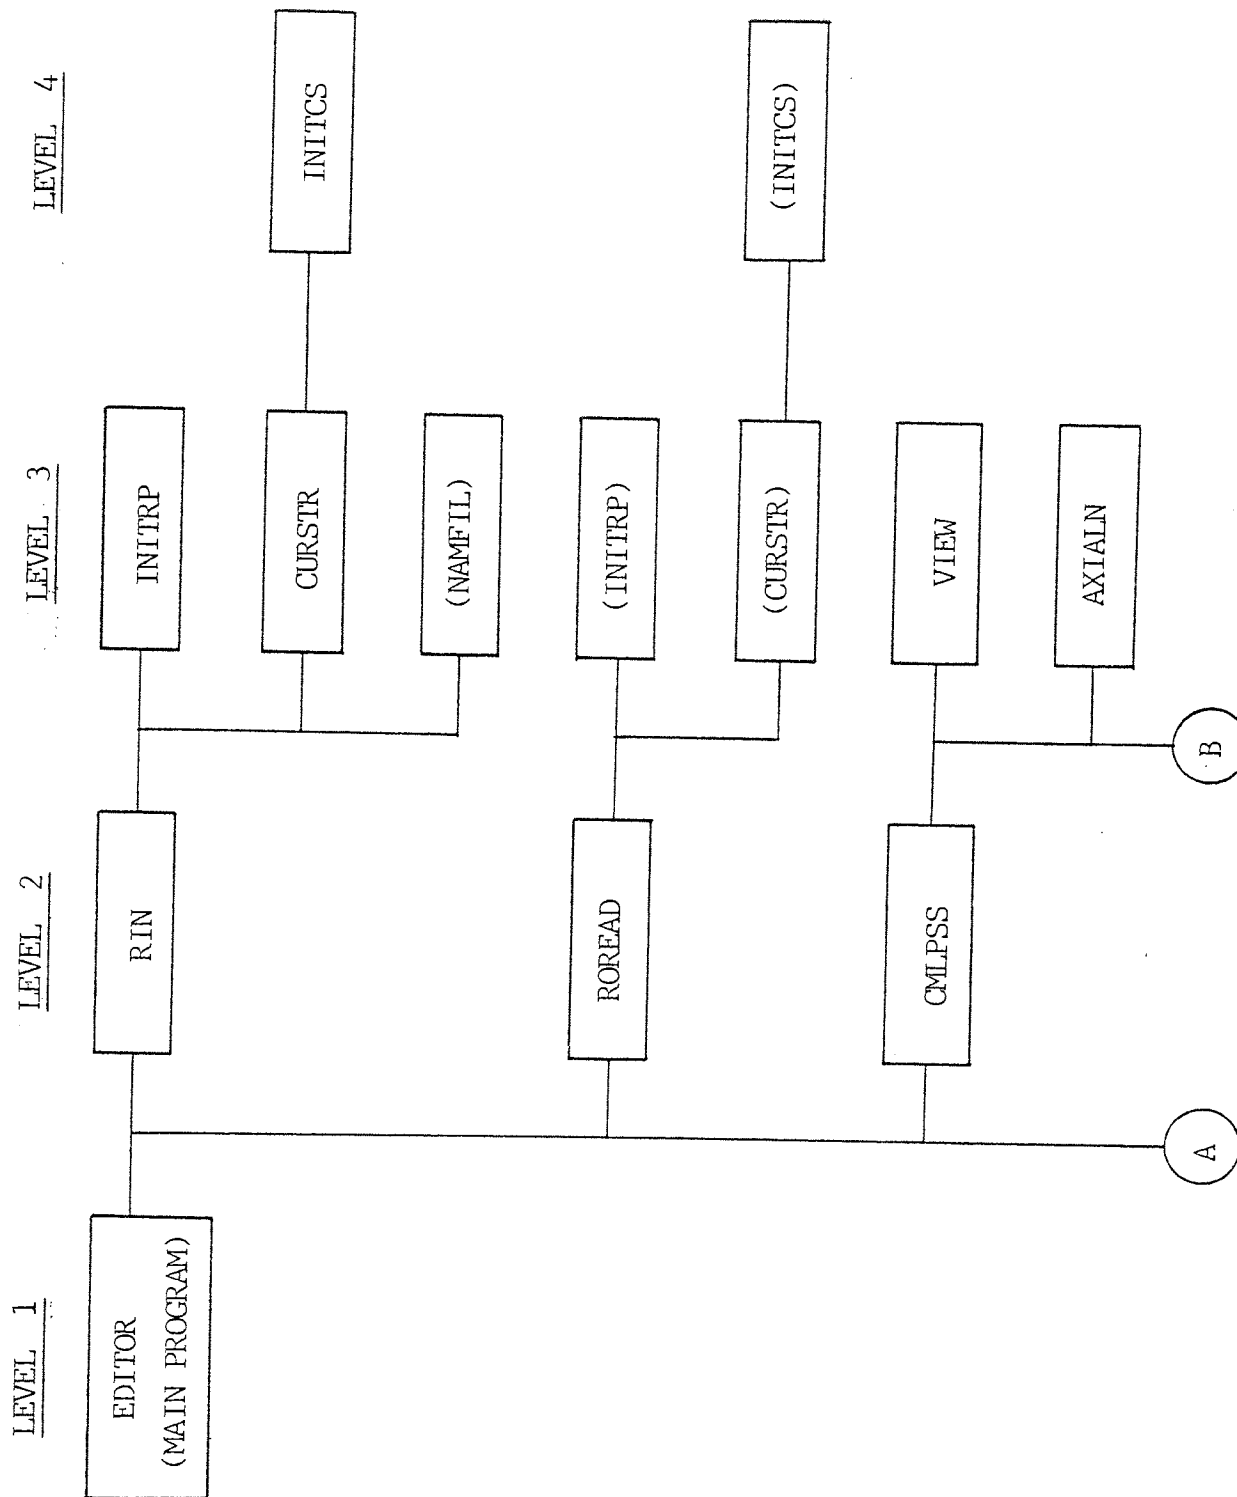 LEVEL 1
LEVEL 2
LEVEL 3
LEVEL 4
EDITOR
(MAIN PROGRAM)
RIN
INITRP
CURSTR
INITCS
(NAMFIL)
ROREAD
(INITRP)
(CURSTR)
(INITCS)
CMLPSS
VIEW
AXIALN
A
B